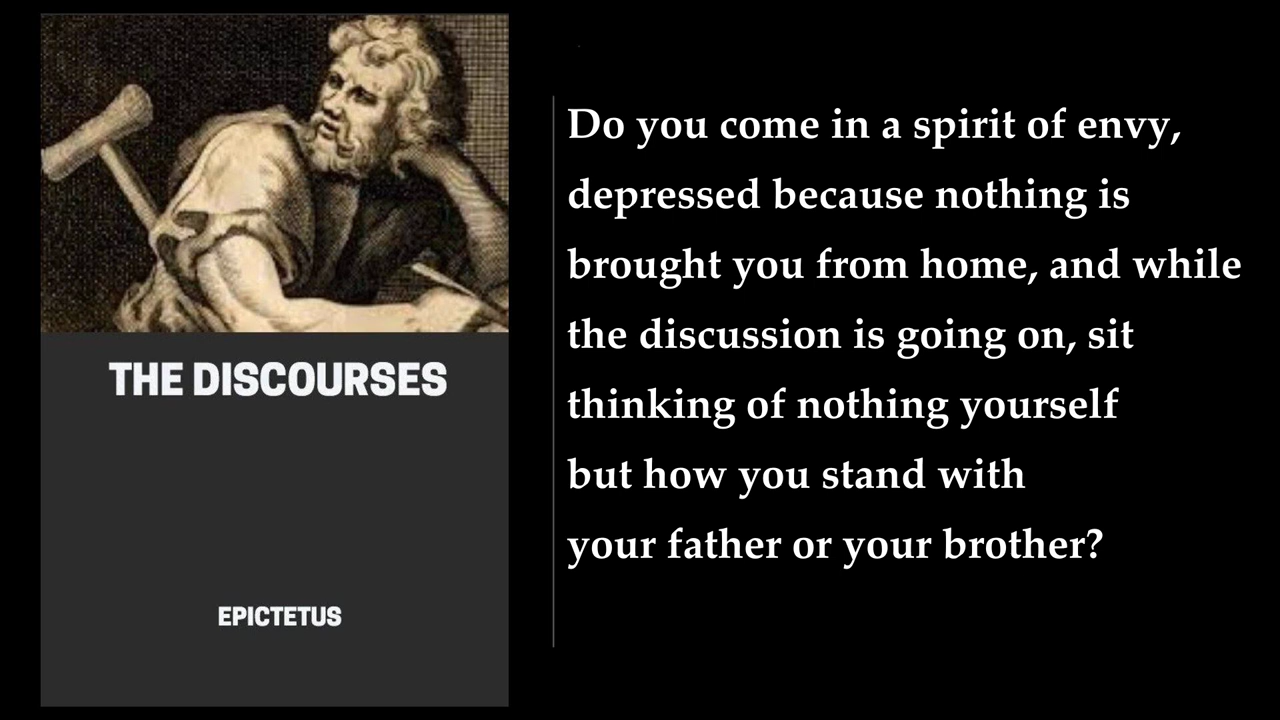 THE DISCOURSES
EPICTETUS
Do you come in a spirit of envy,
depressed because nothing is
brought you from home, and while
the discussion is going on, sit
thinking of nothing yourself
but how you stand with
your father or your brother?